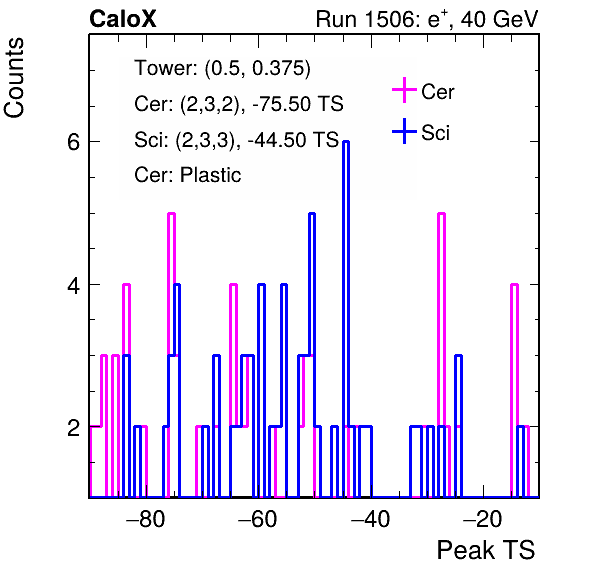 CaloX Run 1506: e⁺, 40 GeV
Counts
Tower: (0.5, 0.375)
Cer: (2,3,2), -75.50 TS
Sci: (2,3,3), -44.50 TS
Cer: Plastic
Cer
Sci
6
4
2
−80 −60 −40 −20
Peak TS